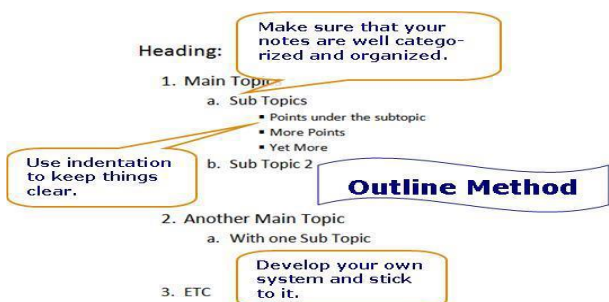 Make sure that your
notes are well catego-
rized and organized.
Heading:
1. Main Topic
a. Sub Topics
▪ Points under the subtopic
▪ More Points
▪ Yet More
Use indentation
to keep things
clear.
b. Sub Topic 2
Outline Method
2. Another Main Topic
a. With one Sub Topic
Develop your own
system and stick
to it.
3. ETC